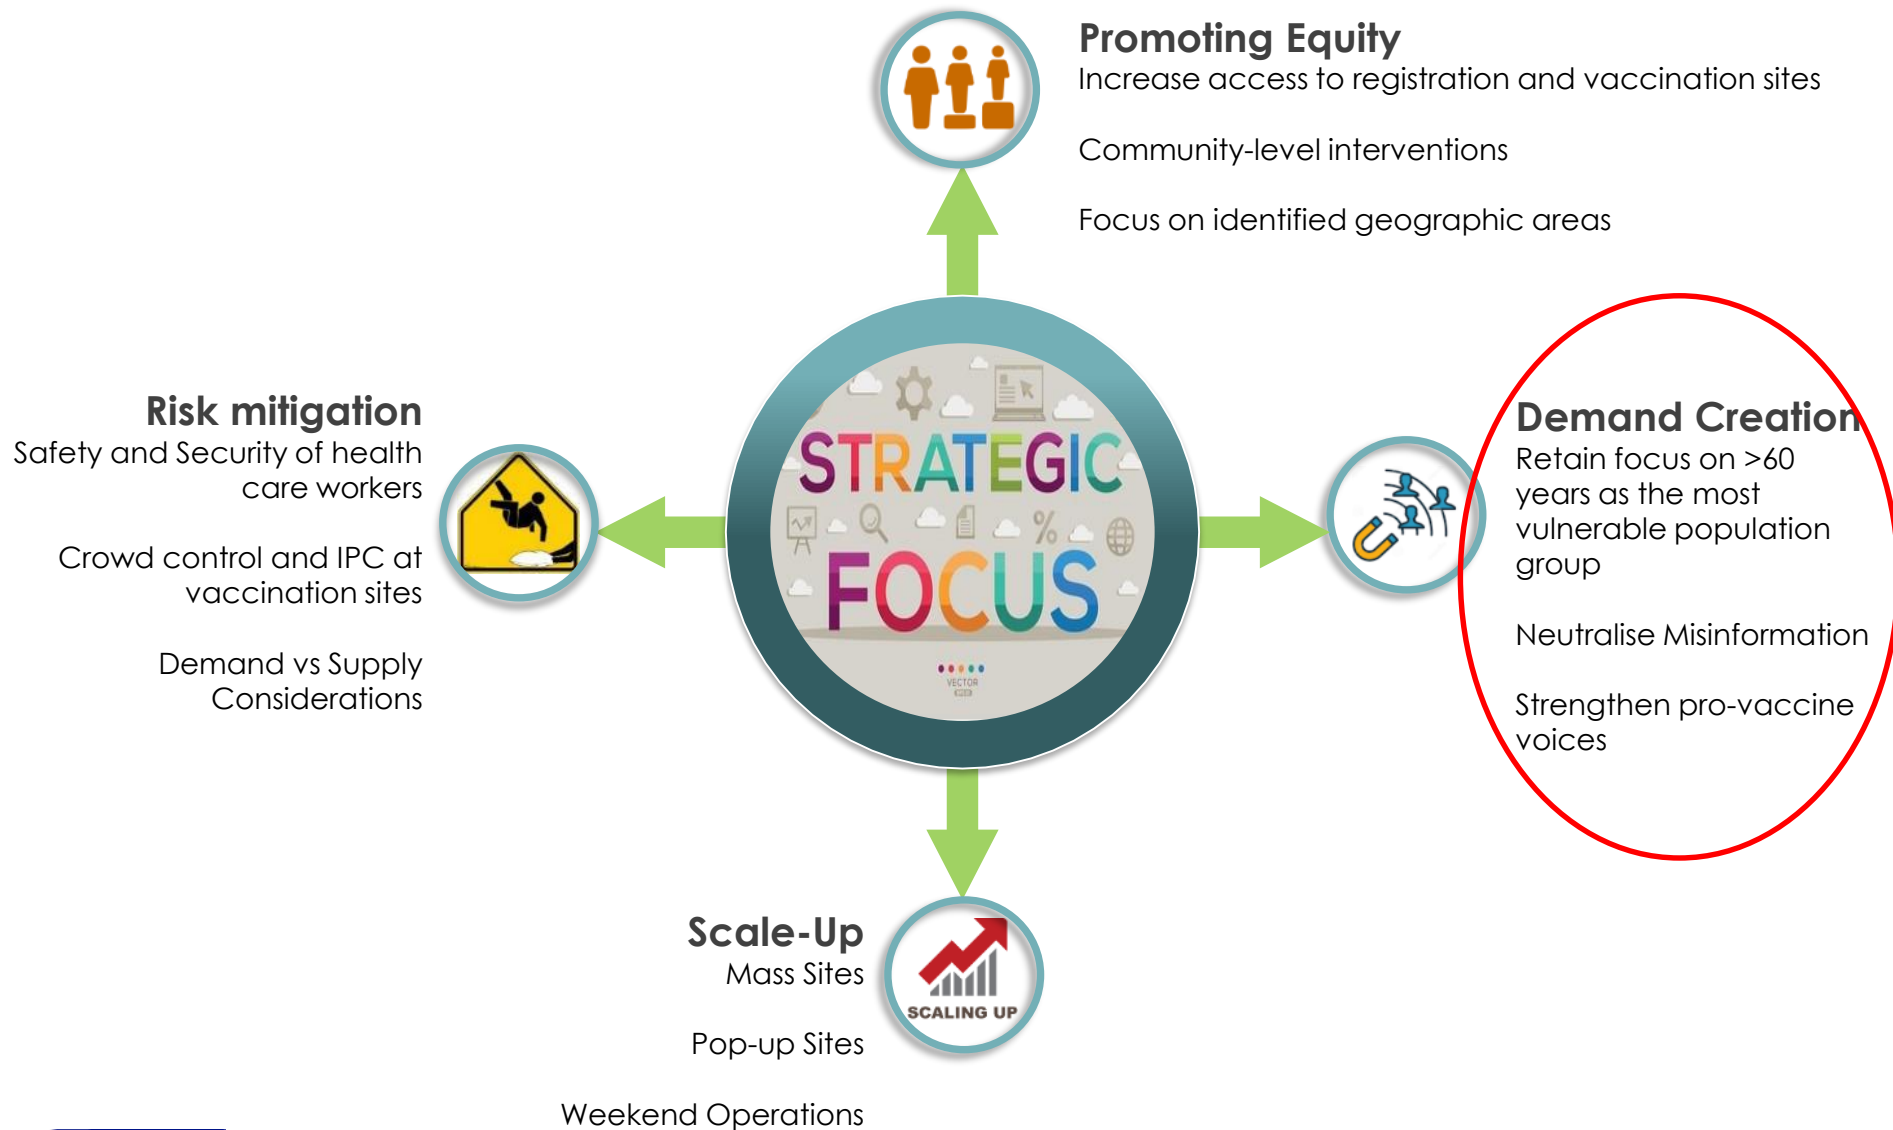 Promoting Equity
Increase access to registration and vaccination sites
Community-level interventions
Focus on identified geographic areas
Risk mitigation
Safety and Security of health
care workers
Crowd control and IPC at
vaccination sites
Demand vs Supply
Considerations
STRATEGIC
FOCUS
VECTOR
Demand Creation
Retain focus on >60
years as the most
vulnerable population
group
Neutralise Misinformation
Strengthen pro-vaccine
voices
Scale-Up
Mass Sites
Pop-up Sites
Weekend Operations
SCALING UP